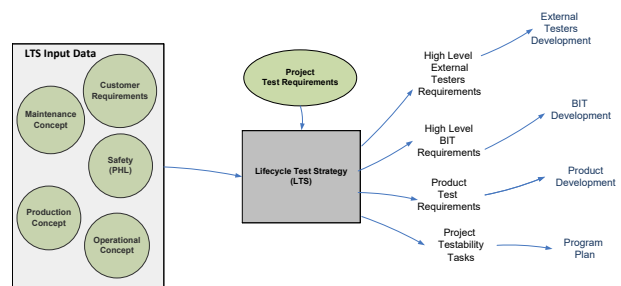 LTS Input Data
Customer
Requirements
Maintenance
Concept
Safety
(PHL)
Production
Concept
Operational
Concept
Project
Test Requirements
Lifecycle Test Strategy
(LTS)
High Level
External
Testers
Requirements
High Level
BIT
Requirements
Product
Test
Requirements
Project
Testability
Tasks
External
Testers
Development
BIT
Development
Product
Development
Program
Plan